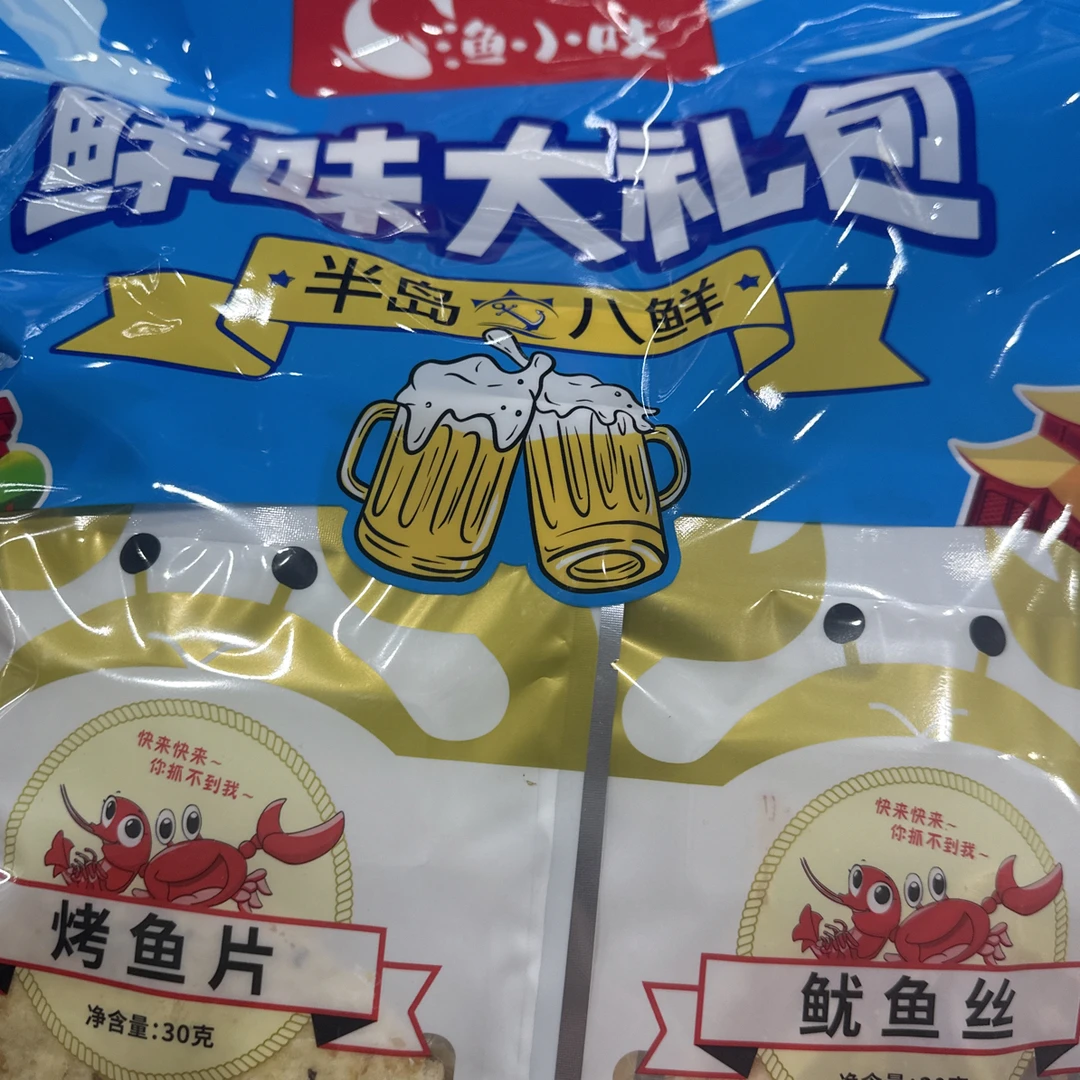 渔·小·吱
鲜味大礼包
半岛 八鲜
快来快来~
你抓不到我~
烤鱼片
净含量:30克
快来快来~
你抓不到我~
鱿鱼丝